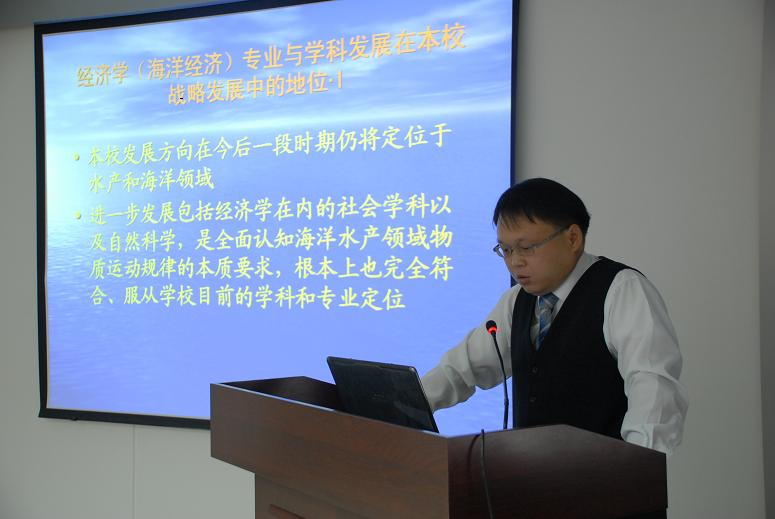 经济学（海洋经济）专业与学科发展在本校
战略发展中的地位·1
• 本校发展方向在今后一段时期仍将定位于
水产和海洋领域
• 进一步发展包括经济学在内的社会学科以
及自然科学，是全面认知海洋水产领域物
质运动规律的本质要求，根本上也完全符
合、服从学校目前的学科和专业定位